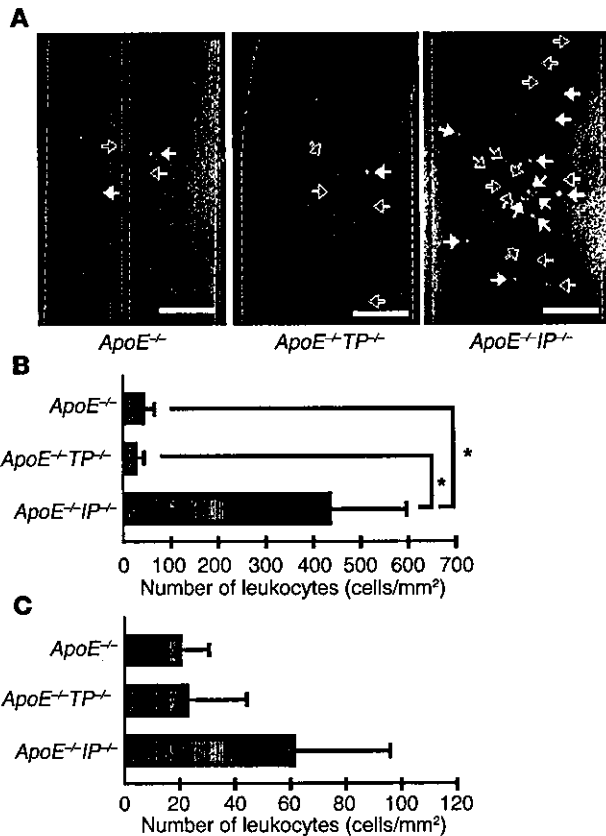 A
ApoE⁻/⁻ ApoE⁻/⁻TP⁻/⁻ ApoE⁻/⁻IP⁻/⁻
B
ApoE⁻/⁻
ApoE⁻/⁻TP⁻/⁻
ApoE⁻/⁻IP⁻/⁻
*
*
0 100 200 300 400 500 600 700
Number of leukocytes (cells/mm²)
C
ApoE⁻/⁻
ApoE⁻/⁻TP⁻/⁻
ApoE⁻/⁻IP⁻/⁻
0 20 40 60 80 100 120
Number of leukocytes (cells/mm²)